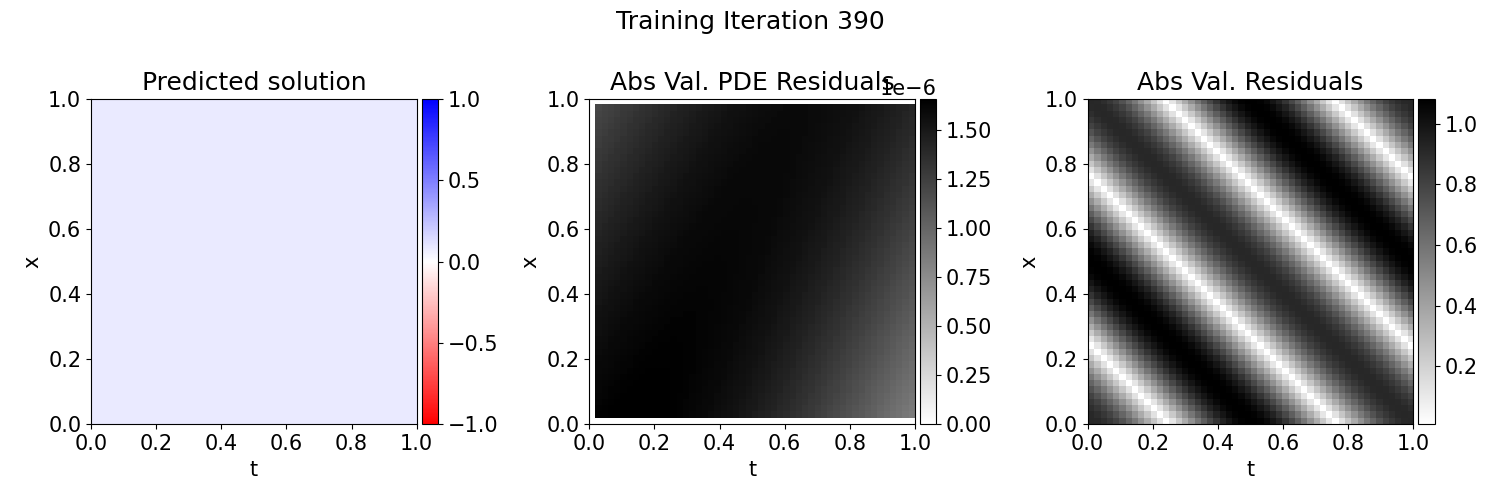 Training Iteration 390
Predicted solution
1.0
0.8
0.6
0.4
0.2
0.0
x
0.0 0.2 0.4 0.6 0.8 1.0
t
1.0
0.5
0.0
−0.5
−1.0
Abs Val. PDE Residuals
1e−6
1.0
0.8
0.6
0.4
0.2
0.0
x
0.0 0.2 0.4 0.6 0.8 1.0
t
1.50
1.25
1.00
0.75
0.50
0.25
0.00
Abs Val. Residuals
1.0
0.8
0.6
0.4
0.2
0.0
x
0.0 0.2 0.4 0.6 0.8 1.0
t
1.0
0.8
0.6
0.4
0.2